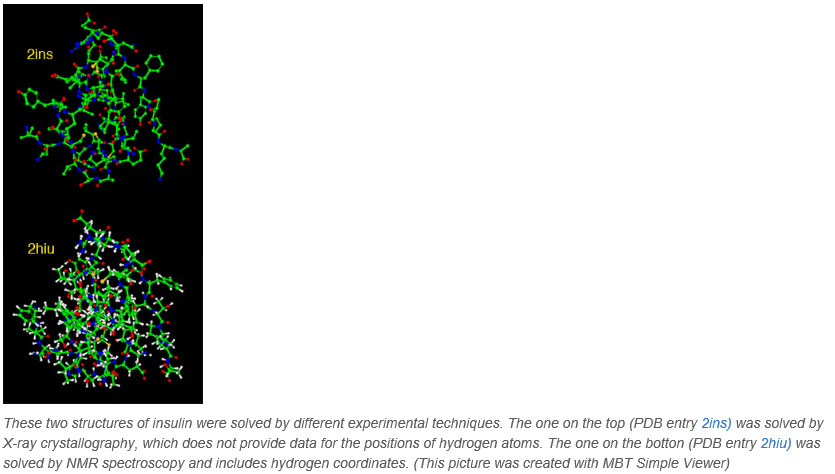 2ins
2hiu
These two structures of insulin were solved by different experimental techniques. The one on the top (PDB entry 2ins) was solved by
X-ray crystallography, which does not provide data for the positions of hydrogen atoms. The one on the botton (PDB entry 2hiu) was
solved by NMR spectroscopy and includes hydrogen coordinates. (This picture was created with MBT Simple Viewer)